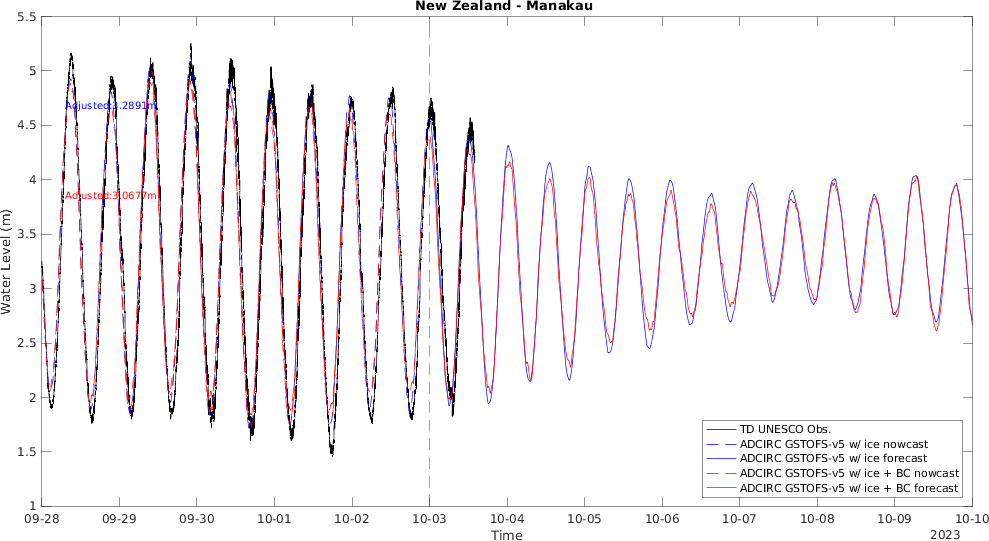 New Zealand - Manakau
5.5
5
4.5
4
3.5
3
2.5
2
1.5
1
Water Level (m)
Adjusted:3.2891m
Adjusted:3.0677m
TD UNESCO Obs.
ADCIRC GSTOFS-v5 w/ ice nowcast
ADCIRC GSTOFS-v5 w/ ice forecast
ADCIRC GSTOFS-v5 w/ ice + BC nowcast
ADCIRC GSTOFS-v5 w/ ice + BC forecast
09-28 09-29 09-30 10-01 10-02 10-03 10-04 10-05 10-06 10-07 10-08 10-09 10-10
Time
2023